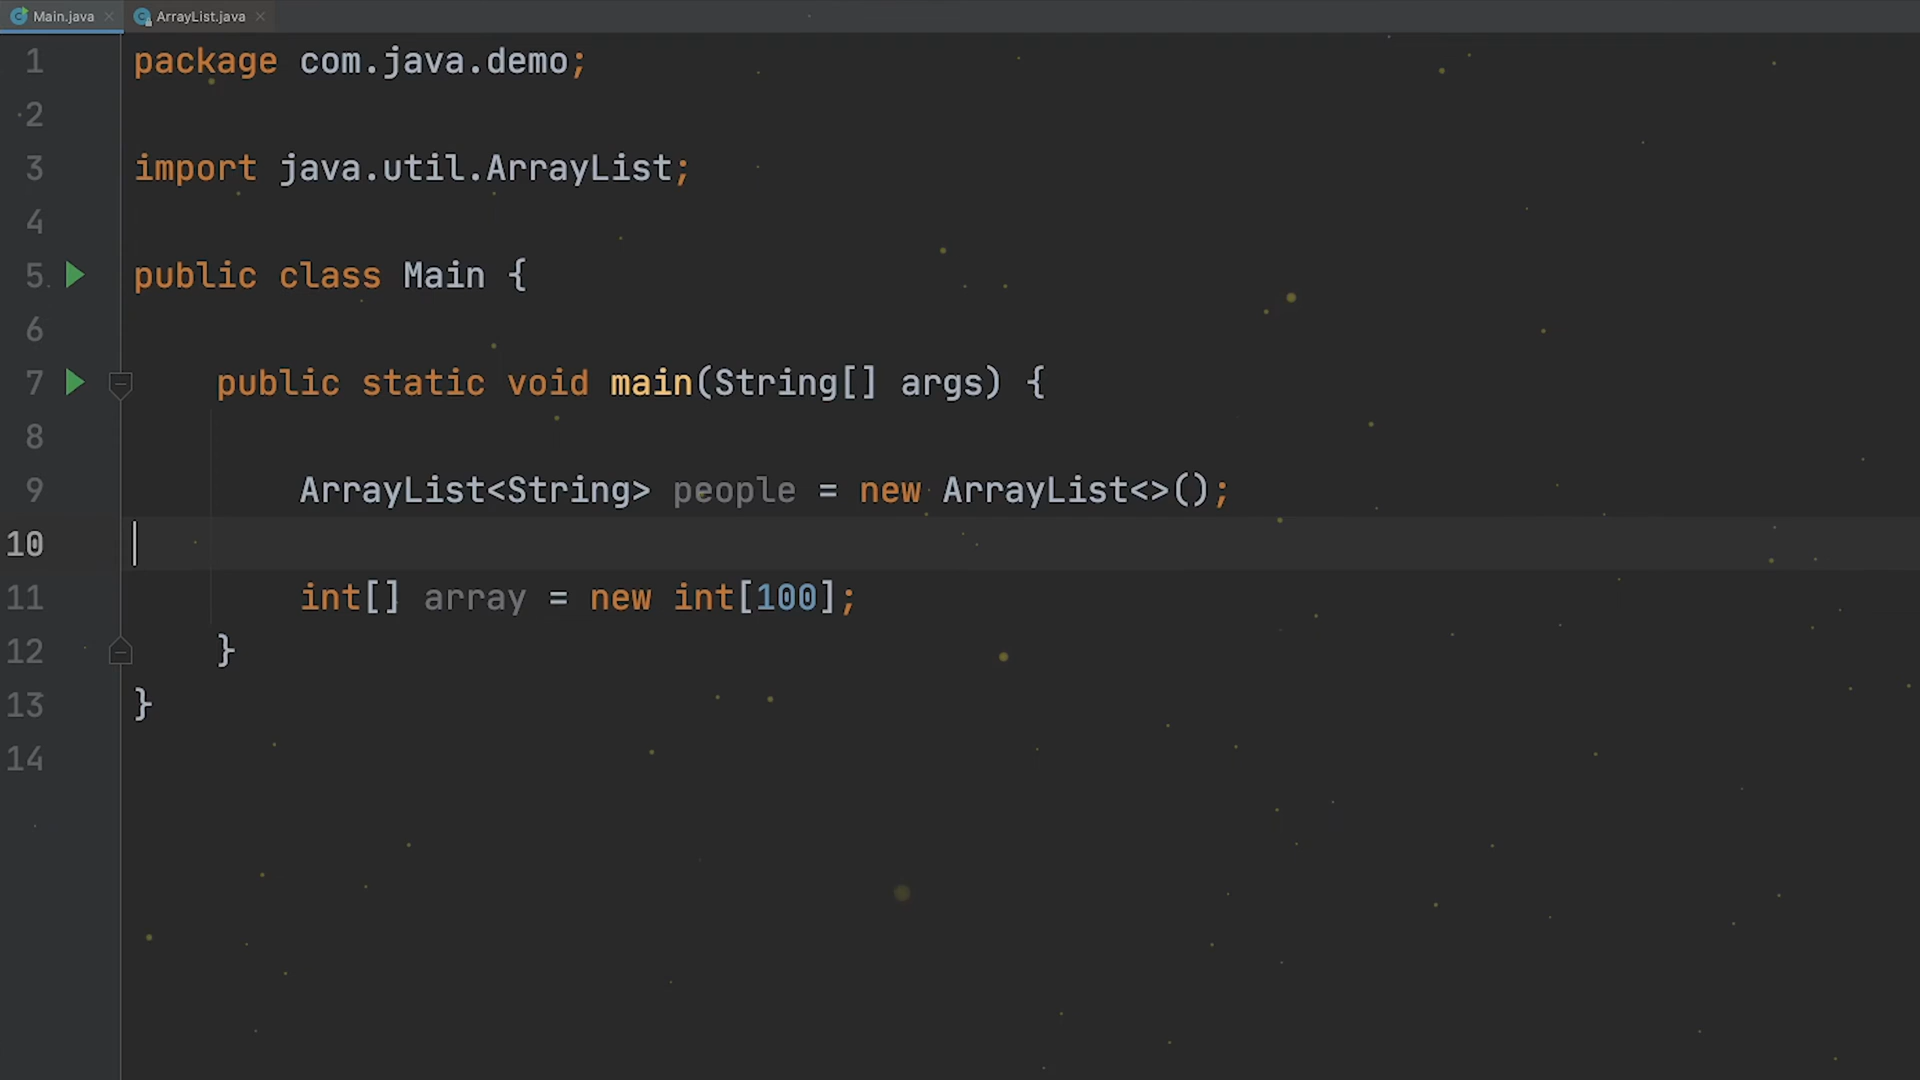 Main.java ArrayList.java
1 package com.java.demo;
2
3 import java.util.ArrayList;
4
5 public class Main {
6
7 public static void main(String[] args) {
8
9 ArrayList<String> people = new ArrayList<>();
10
11 int[] array = new int[100];
12 }
13 }
14